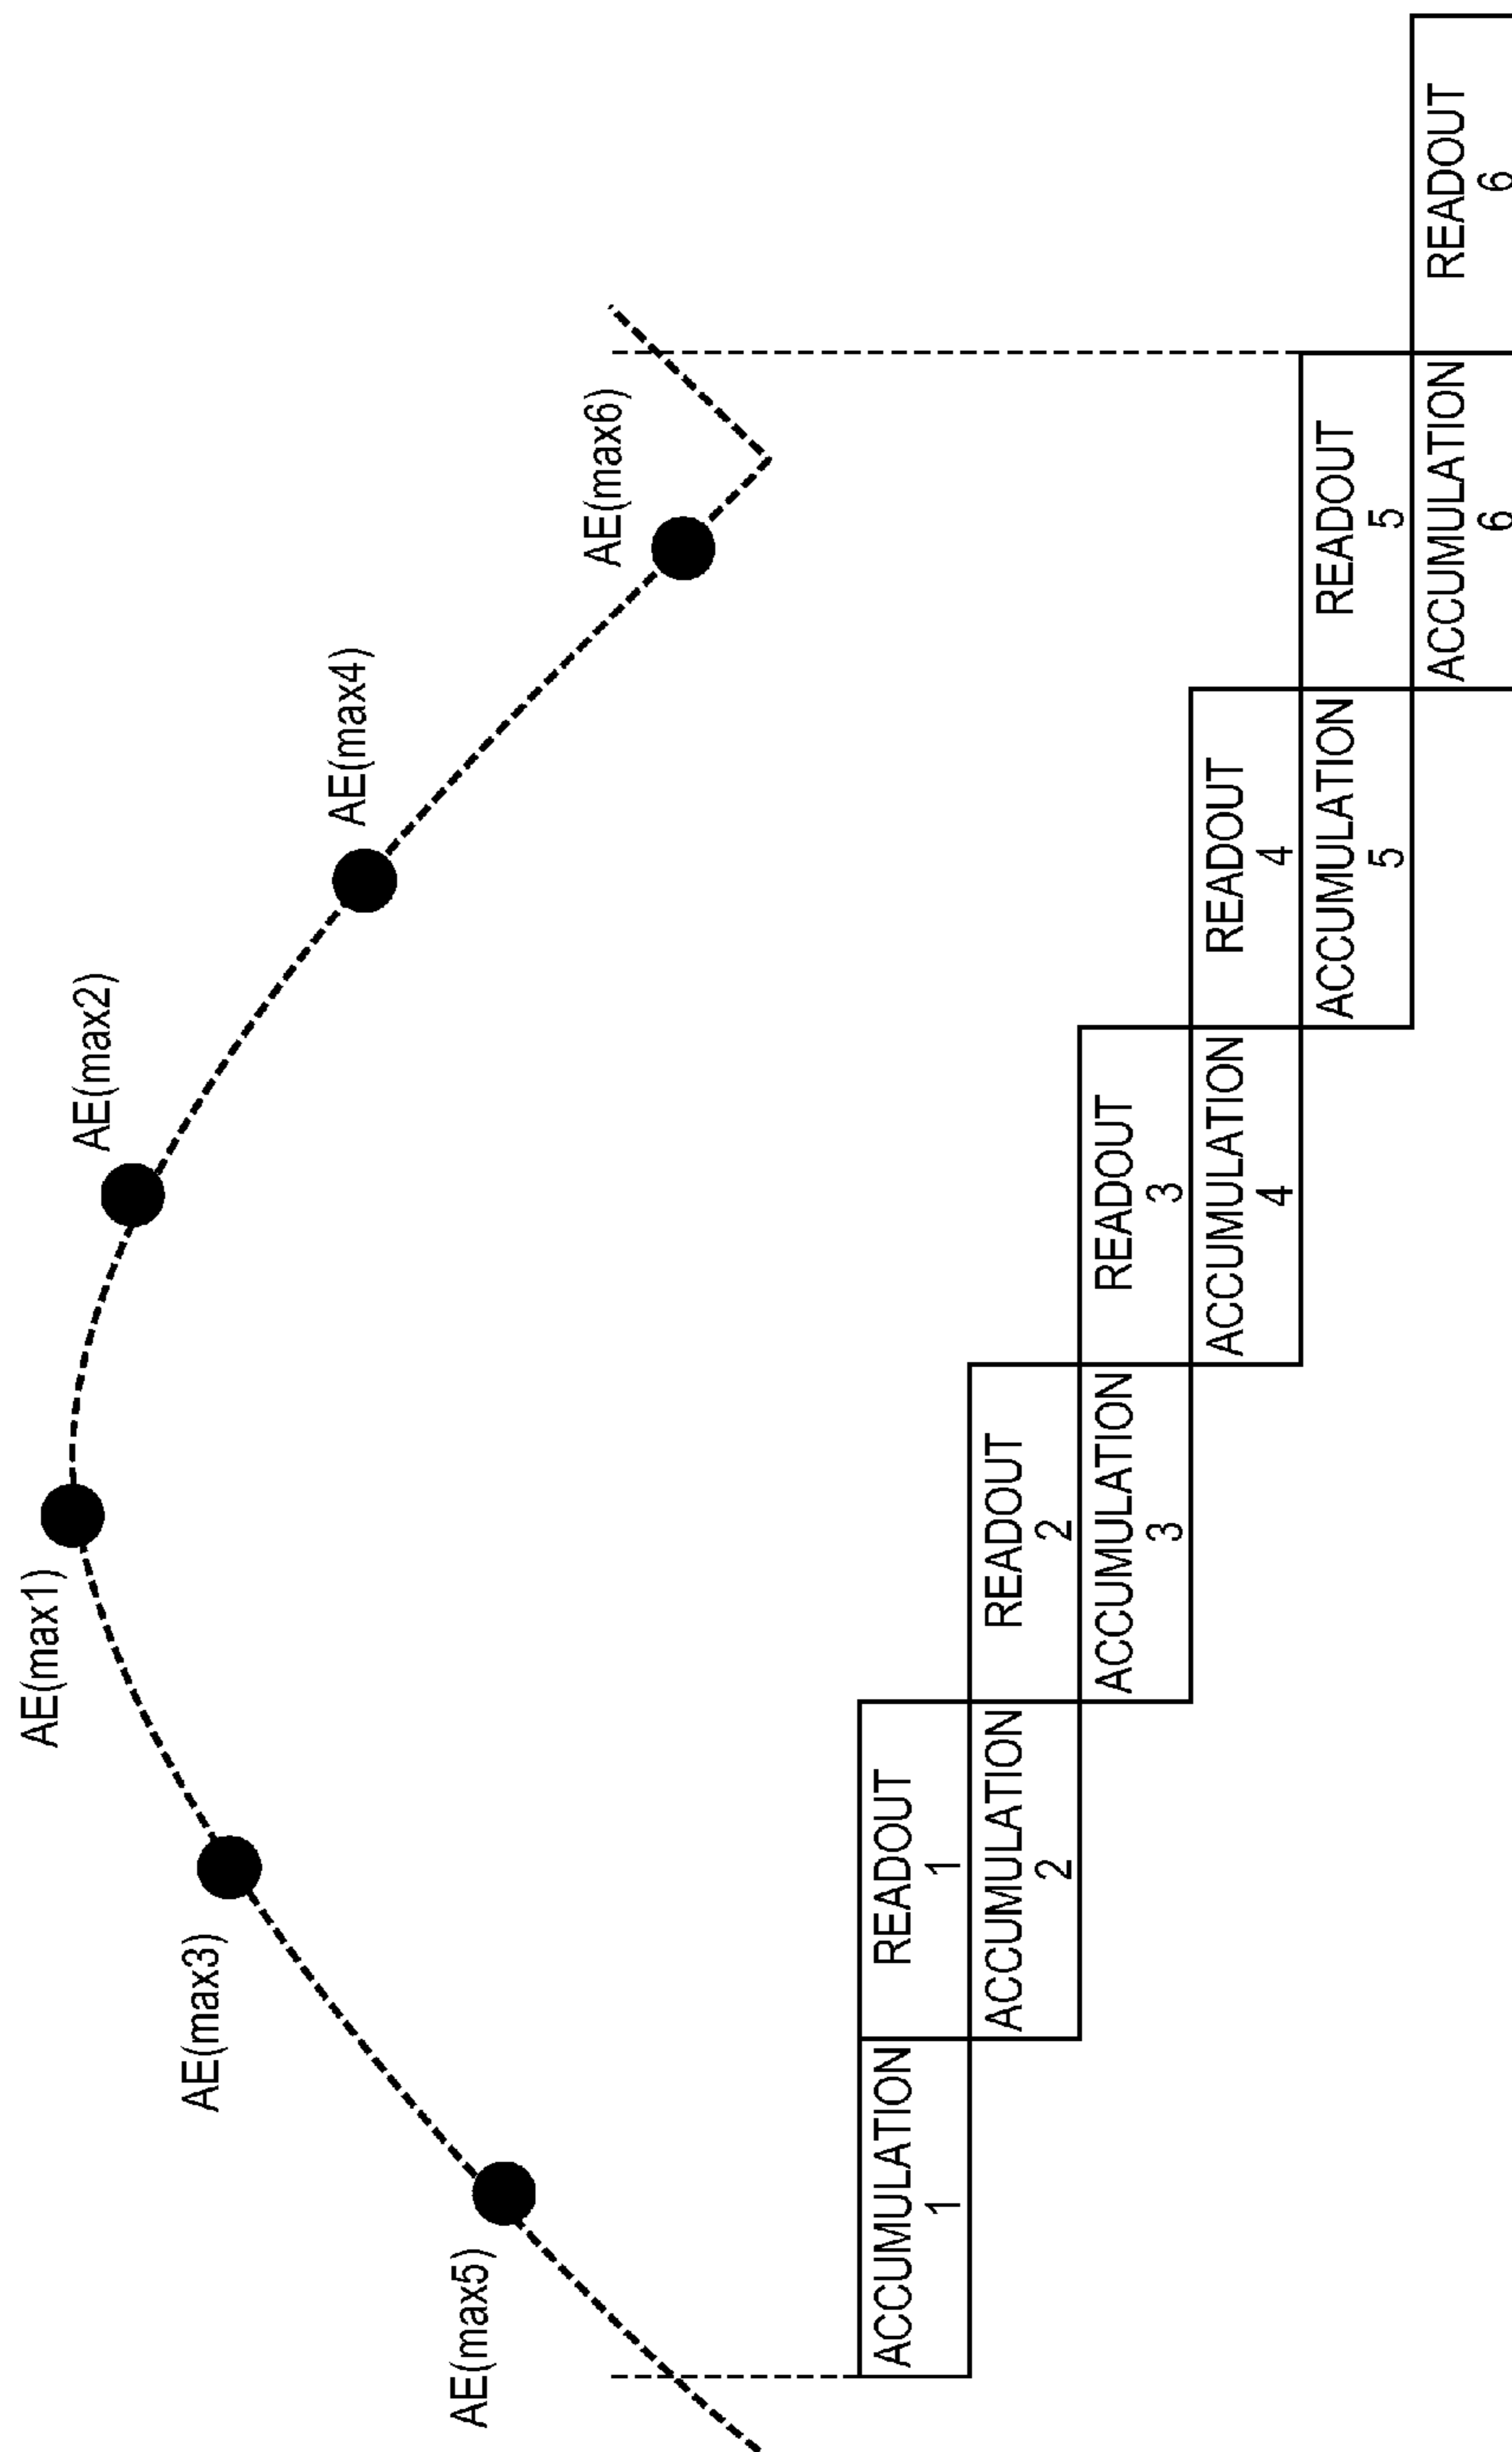 AE(max5)
AE(max3)
AE(max1)
AE(max2)
AE(max4)
AE(max6)
ACCUMULATION
1
READOUT
1
ACCUMULATION
2
READOUT
2
ACCUMULATION
3
READOUT
3
ACCUMULATION
4
READOUT
4
ACCUMULATION
5
READOUT
5
ACCUMULATION
6
READOUT
6